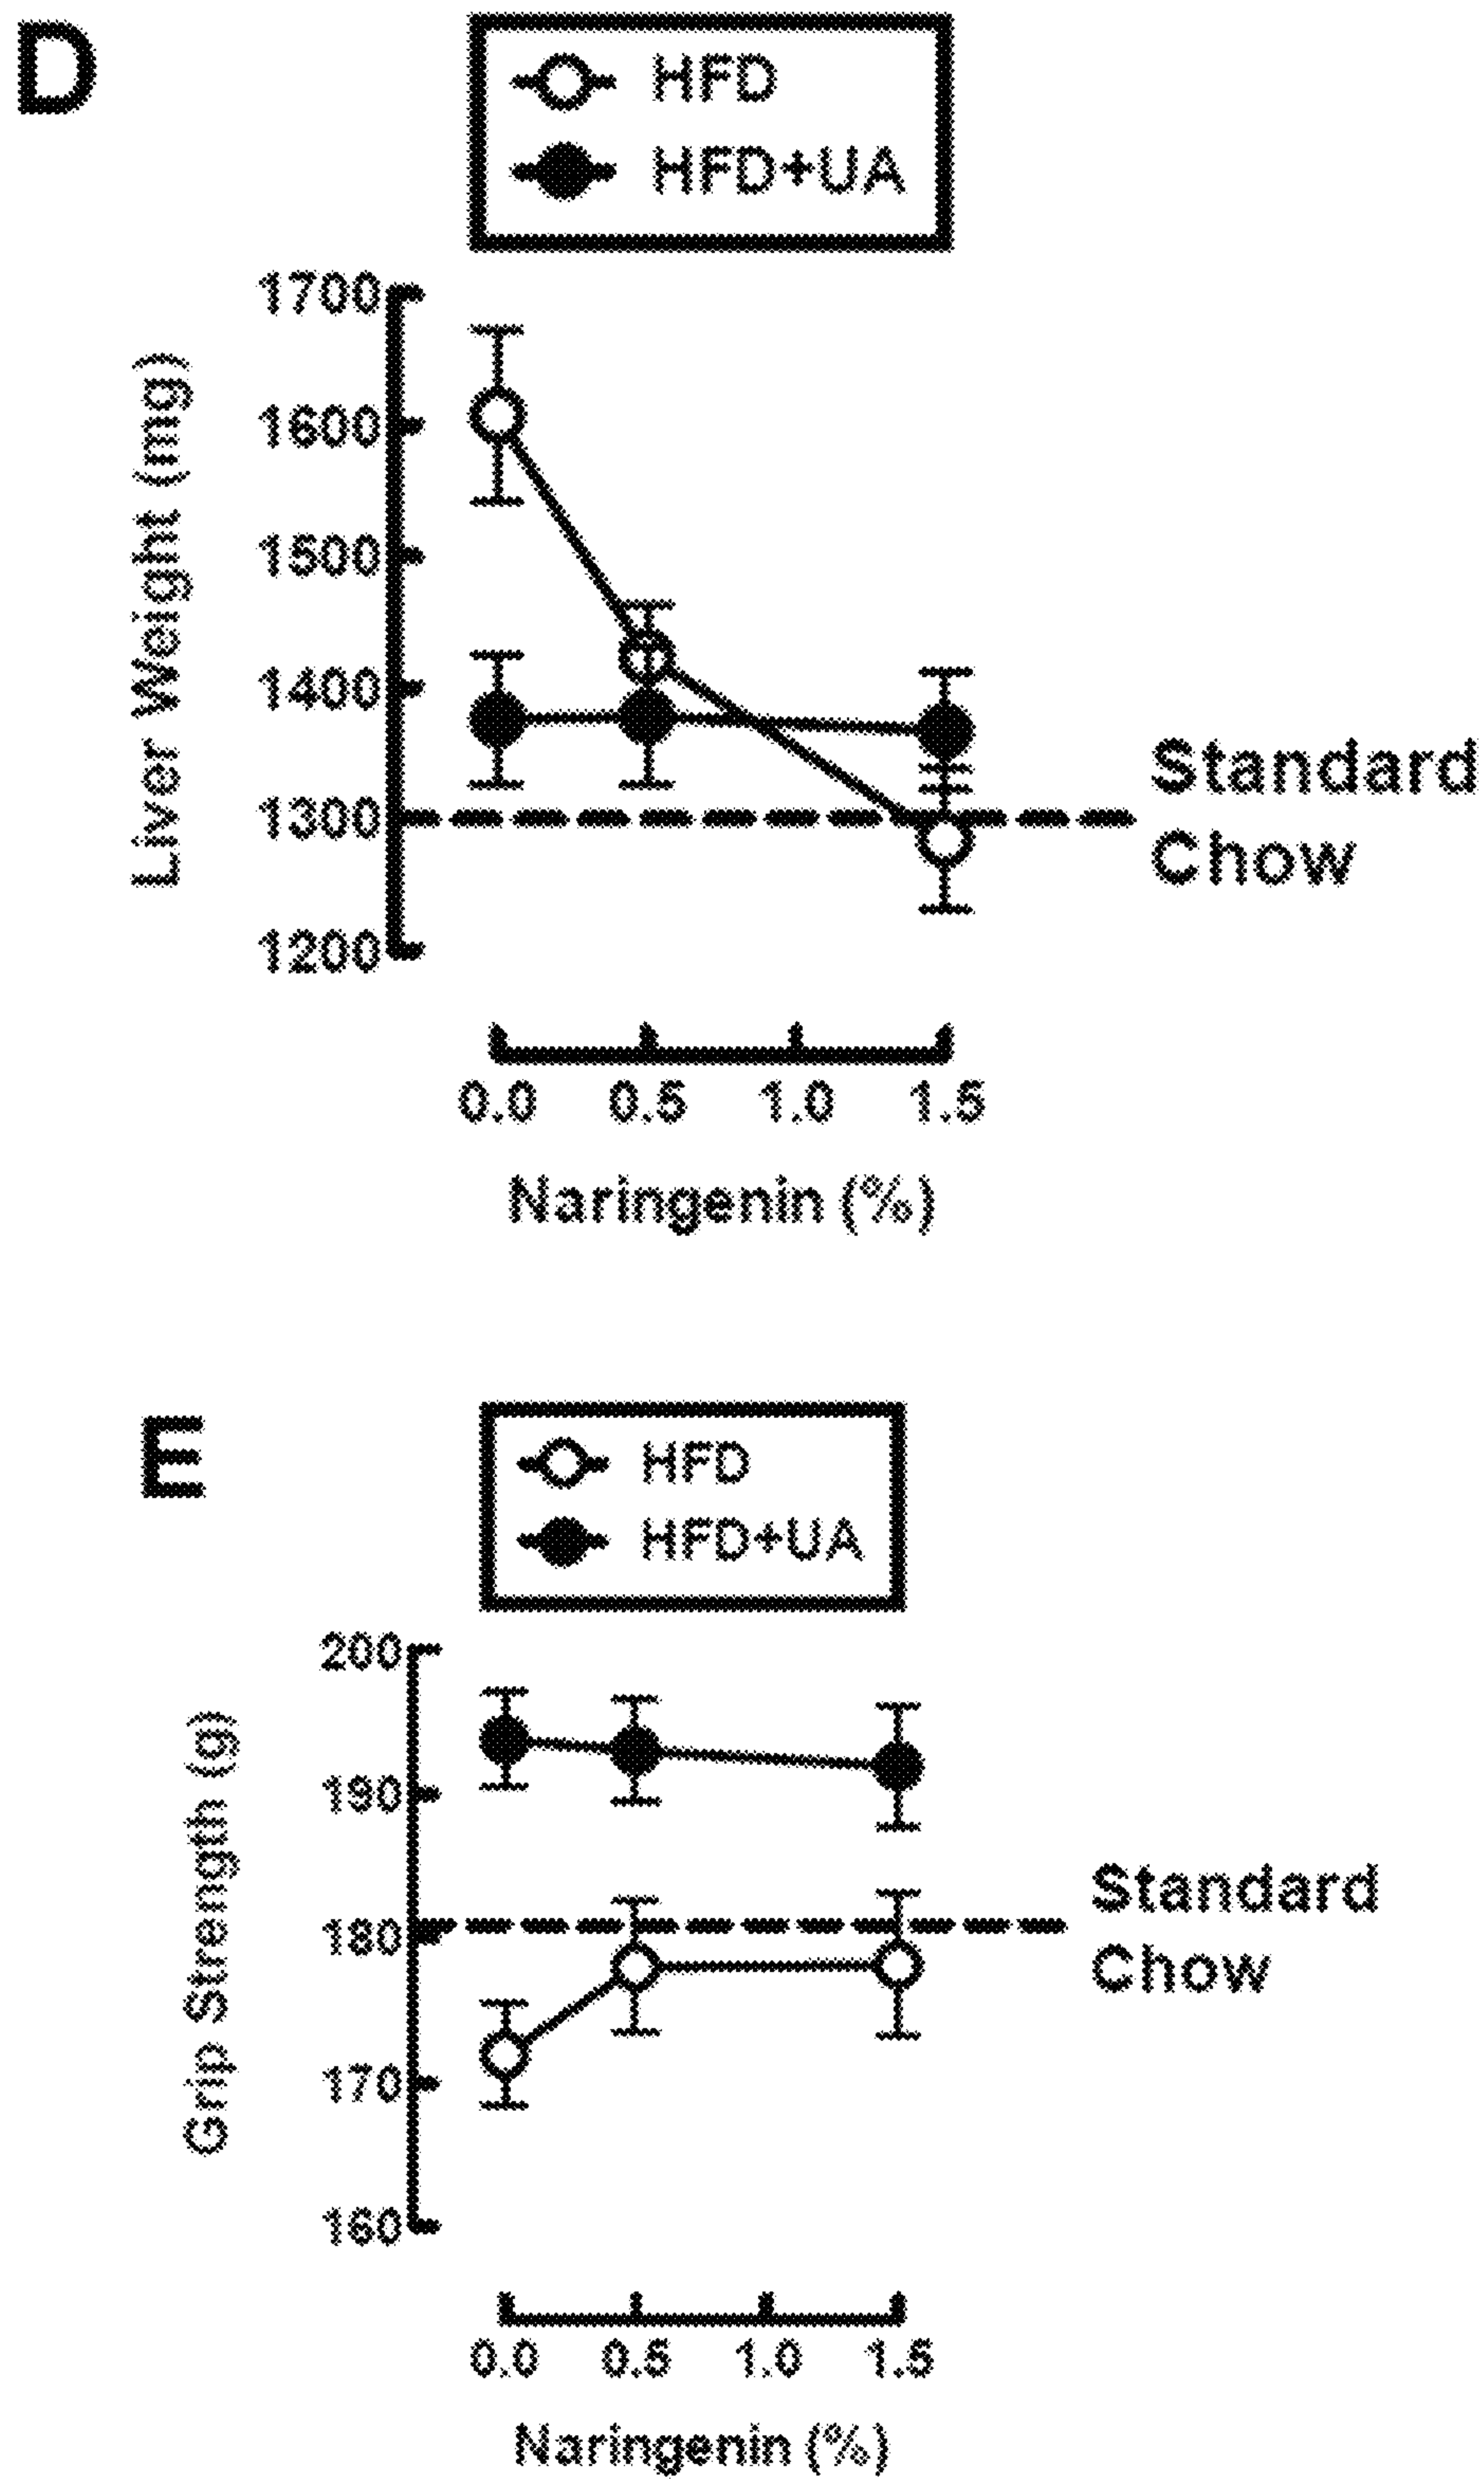 D
HFD
HFD+UA
1700
1600
1500
1400
1300
1200
Liver Weight (mg)
Standard
Chow
0.0 0.5 1.0 1.5
Naringenin (%)
E
HFD
HFD+UA
200
190
180
170
160
Grip Strength (g)
Standard
Chow
0.0 0.5 1.0 1.5
Naringenin (%)